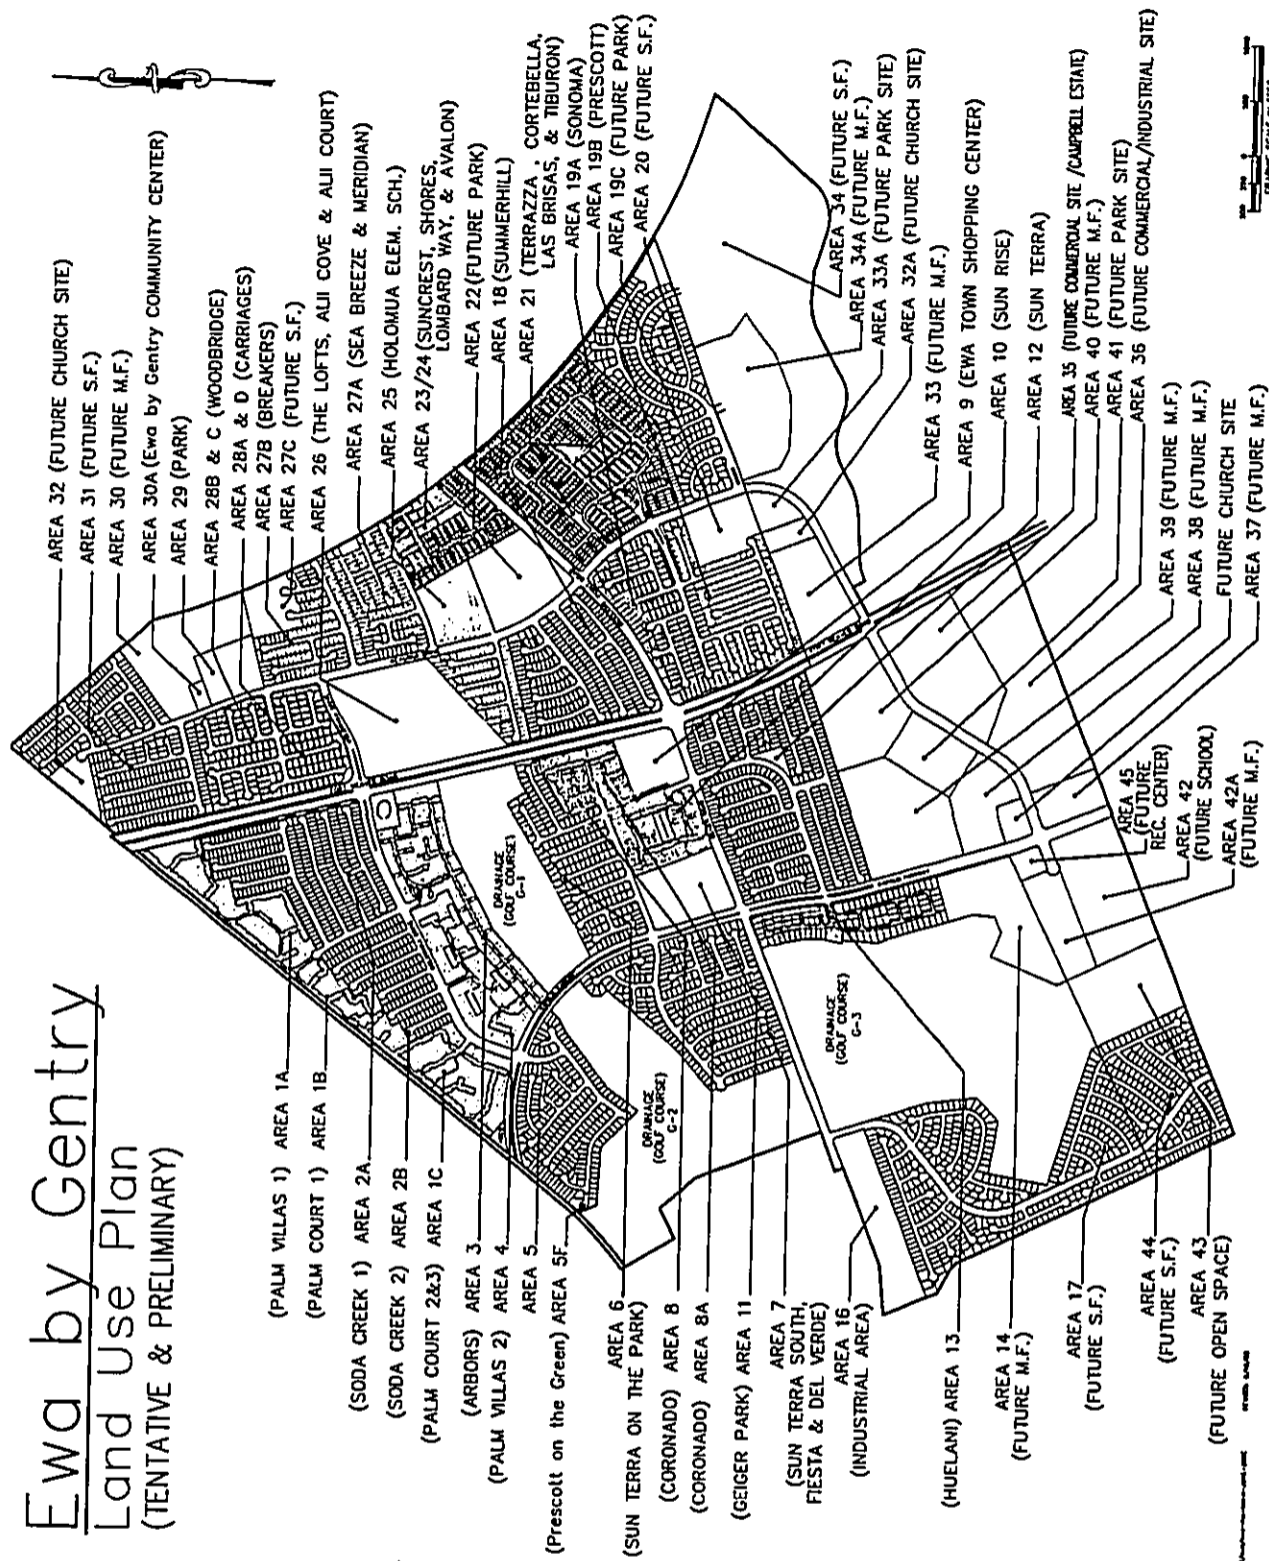 Ewa by Gentry
Land Use Plan
(TENTATIVE & PRELIMINARY)
AREA 32 (FUTURE CHURCH SITE)
AREA 31 (FUTURE S.F.)
AREA 30 (FUTURE M.F.)
AREA 30A (Ewa by Gentry COMMUNITY CENTER)
AREA 29 (PARK)
AREA 28B & C (WOODBRIDGE)
AREA 28A & D (CARRIAGES)
AREA 27B (BREAKERS)
AREA 27C (FUTURE S.F.)
AREA 26 (THE LOFTS, ALII COVE & ALII COURT)
AREA 27A (SEA BREEZE & MERIDIAN)
AREA 25 (HOLOMUA ELEM. SCH.)
AREA 23/24 (SUNCREST, SHORES,
LOMBARD WAY, & AVALON)
AREA 22 (FUTURE PARK)
AREA 18 (SUMMERHILL)
AREA 21 (TERRAZZA , CORTEBELLA,
LAS BRISAS, & TIBURON)
AREA 19A (SONOMA)
AREA 19B (PRESCOTT)
AREA 19C (FUTURE PARK)
AREA 20 (FUTURE S.F.)
AREA 34 (FUTURE S.F.)
AREA 34A (FUTURE M.F.)
AREA 33A (FUTURE PARK SITE)
AREA 32A (FUTURE CHURCH SITE)
AREA 33 (FUTURE M.F.)
AREA 9 (EWA TOWN SHOPPING CENTER)
AREA 10 (SUN RISE)
AREA 12 (SUN TERRA)
AREA 35 (FUTURE COMMERCIAL SITE /CAMPBELL ESTATE)
AREA 40 (FUTURE M.F.)
AREA 41 (FUTURE PARK SITE)
AREA 36 (FUTURE COMMERCIAL/INDUSTRIAL SITE)
AREA 39 (FUTURE M.F.)
AREA 38 (FUTURE M.F.)
FUTURE CHURCH SITE
AREA 37 (FUTURE M.F.)
AREA 45
(FUTURE
REC. CENTER)
AREA 42
(FUTURE SCHOOL)
AREA 42A
(FUTURE M.F.)
(PALM VILLAS 1) AREA 1A
(PALM COURT 1) AREA 1B
(SODA CREEK 1) AREA 2A
(SODA CREEK 2) AREA 2B
(PALM COURT 2&3) AREA 1C
(ARBORS) AREA 3
(PALM VILLAS 2) AREA 4
AREA 5
(Prescott on the Green) AREA 5F
AREA 6
(SUN TERRA ON THE PARK)
(CORONADO) AREA 8
(CORONADO) AREA 8A
(GEIGER PARK) AREA 11
AREA 7
(SUN TERRA SOUTH,
FIESTA & DEL VERDE)
AREA 16
(INDUSTRIAL AREA)
(HUELANI) AREA 13
AREA 14
(FUTURE M.F.)
AREA 17
(FUTURE S.F.)
AREA 44
(FUTURE S.F.)
AREA 43
(FUTURE OPEN SPACE)
DRAINAGE
(GOLF COURSE)
G-1
DRAINAGE
(GOLF COURSE)
G-2
DRAINAGE
(GOLF COURSE)
G-3